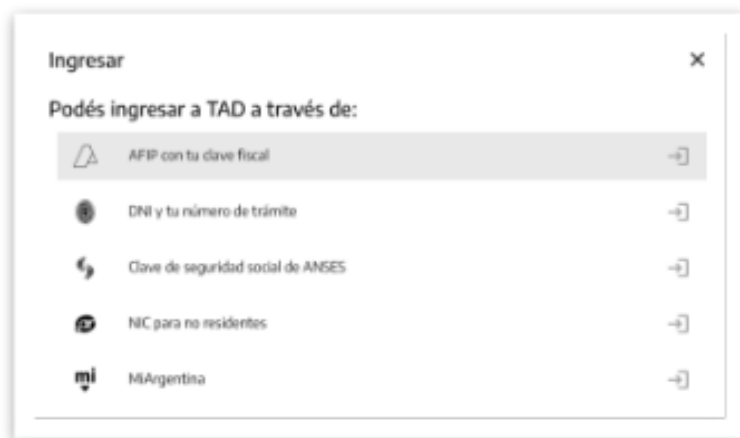 Ingresar
Podés ingresar a TAD a través de:
AFIP con tu clave fiscal
DNI y tu número de trámite
Clave de seguridad social de ANSES
NIC para no residentes
mi MiArgentina